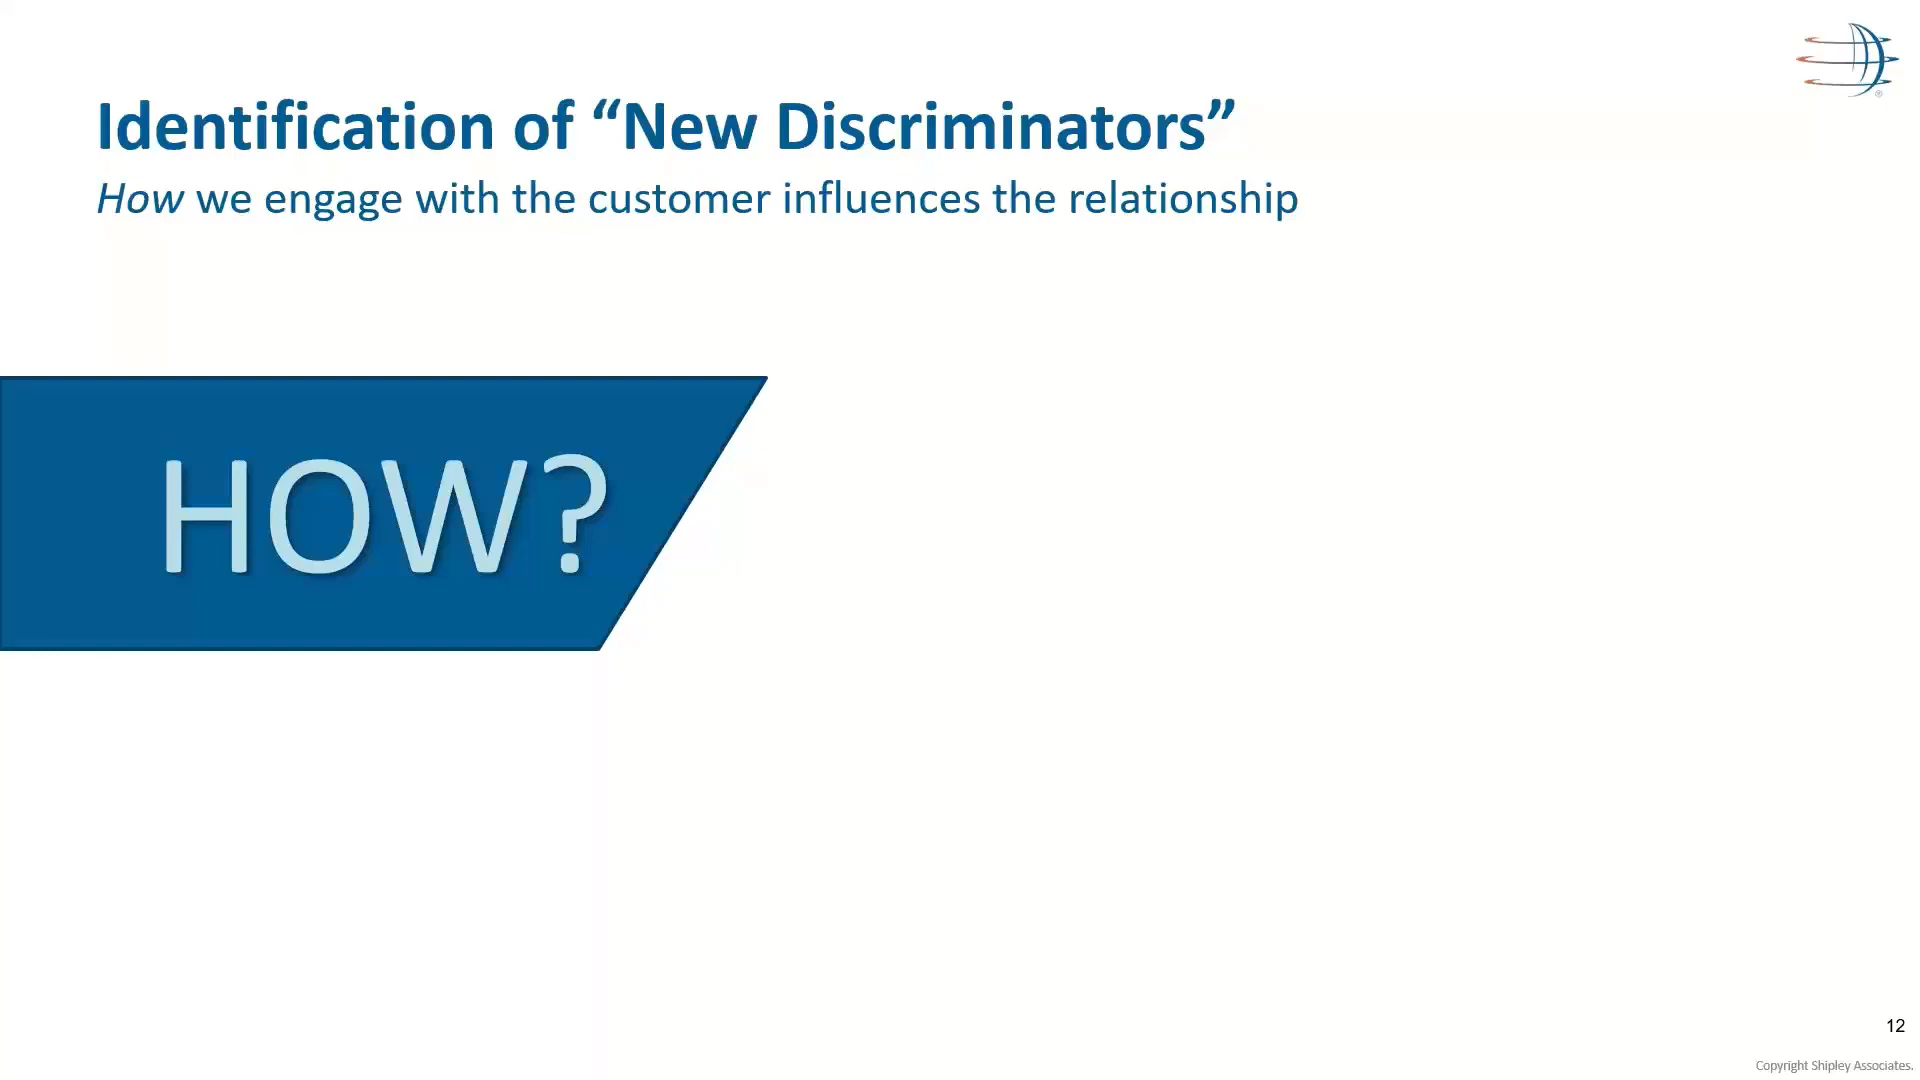 Identification of “New Discriminators”
How we engage with the customer influences the relationship
HOW?
12
Copyright Shipley Associates.